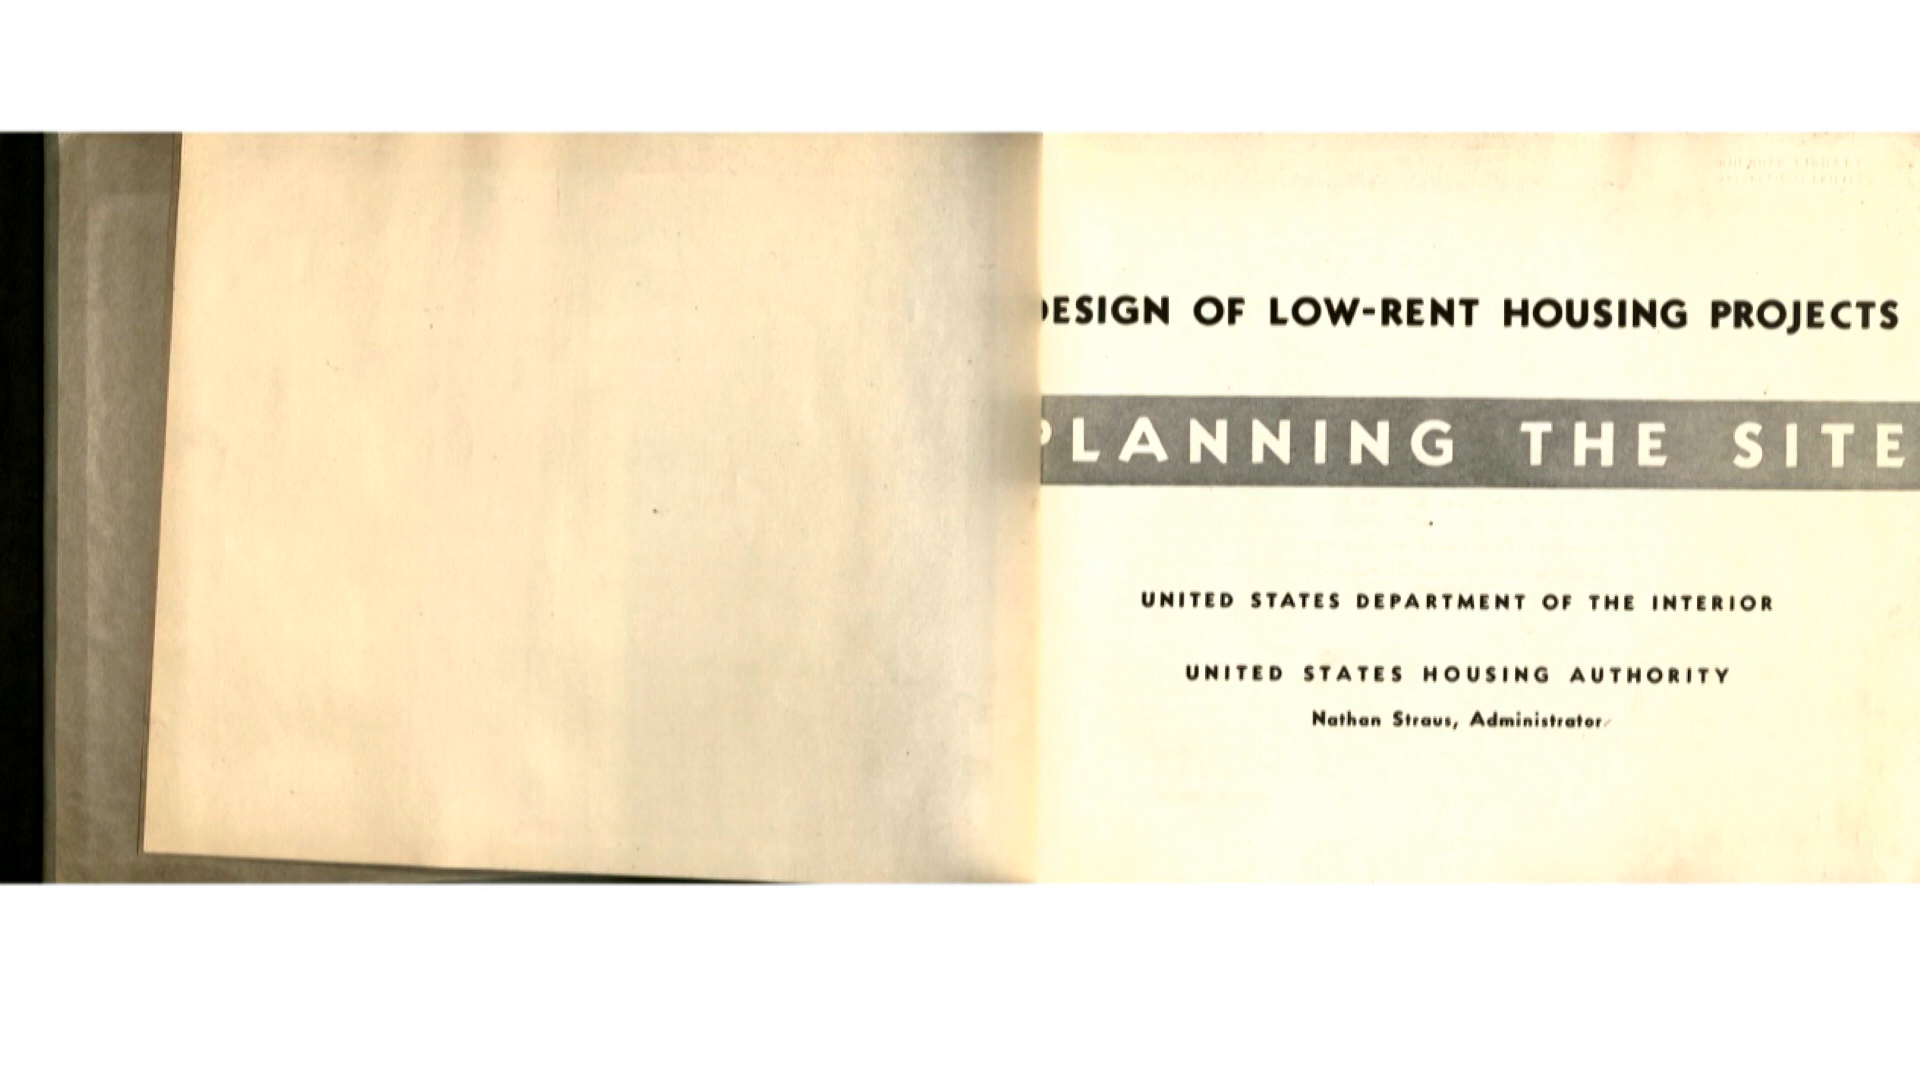 DESIGN OF LOW-RENT HOUSING PROJECTS
PLANNING THE SITE
UNITED STATES DEPARTMENT OF THE INTERIOR
UNITED STATES HOUSING AUTHORITY
Nathan Straus, Administrator